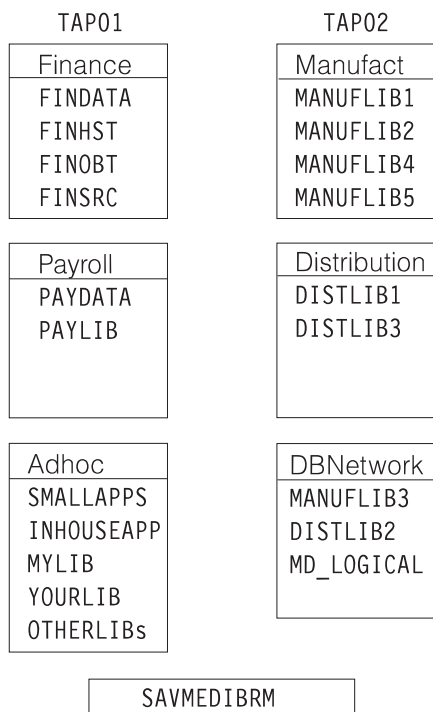 TAP01
Finance
FINDATA
FINHST
FINOBT
FINSRC
Payroll
PAYDATA
PAYLIB
Adhoc
SMALLAPPS
INHOUSEAPP
MYLIB
YOURLIB
OTHERLIBs
TAP02
Manufact
MANUFLIB1
MANUFLIB2
MANUFLIB4
MANUFLIB5
Distribution
DISTLIB1
DISTLIB3
DBNetwork
MANUFLIB3
DISTLIB2
MD_LOGICAL
SAVMEDIBRM